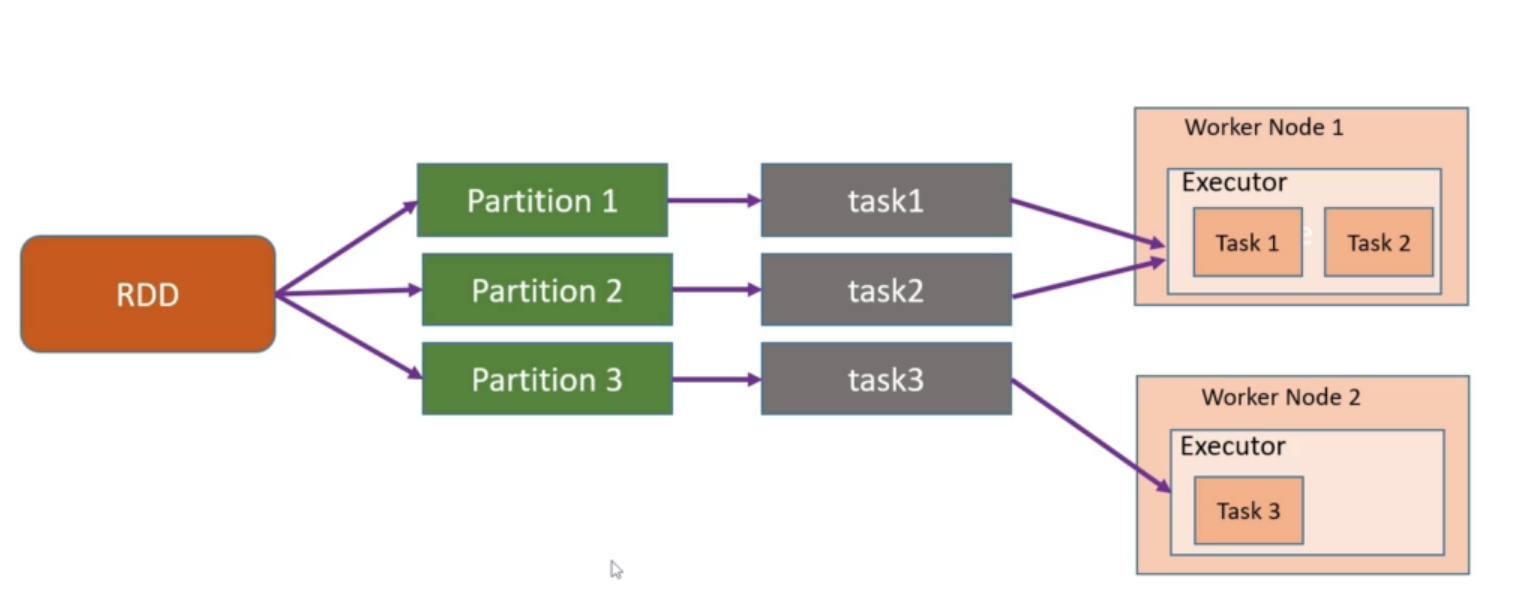 RDD
Partition 1
task1
Partition 2
task2
Partition 3
task3
Worker Node 1
Executor
Task 1
Task 2
Worker Node 2
Executor
Task 3